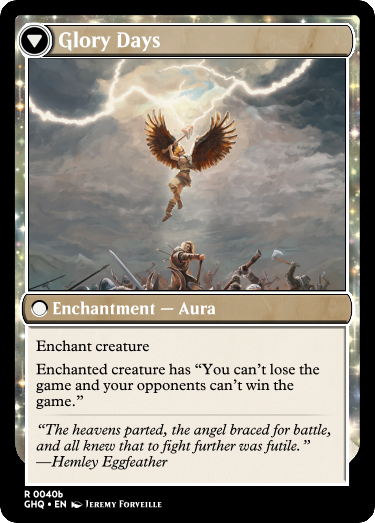 Glory Days
Enchantment — Aura
Enchant creature
Enchanted creature has “You can’t lose the
game and your opponents can’t win the
game.”
“The heavens parted, the angel braced for battle,
and all knew that to fight further was futile.”
—Hemley Eggfeather
R 0040b
GHQ • EN Jeremy Forveille